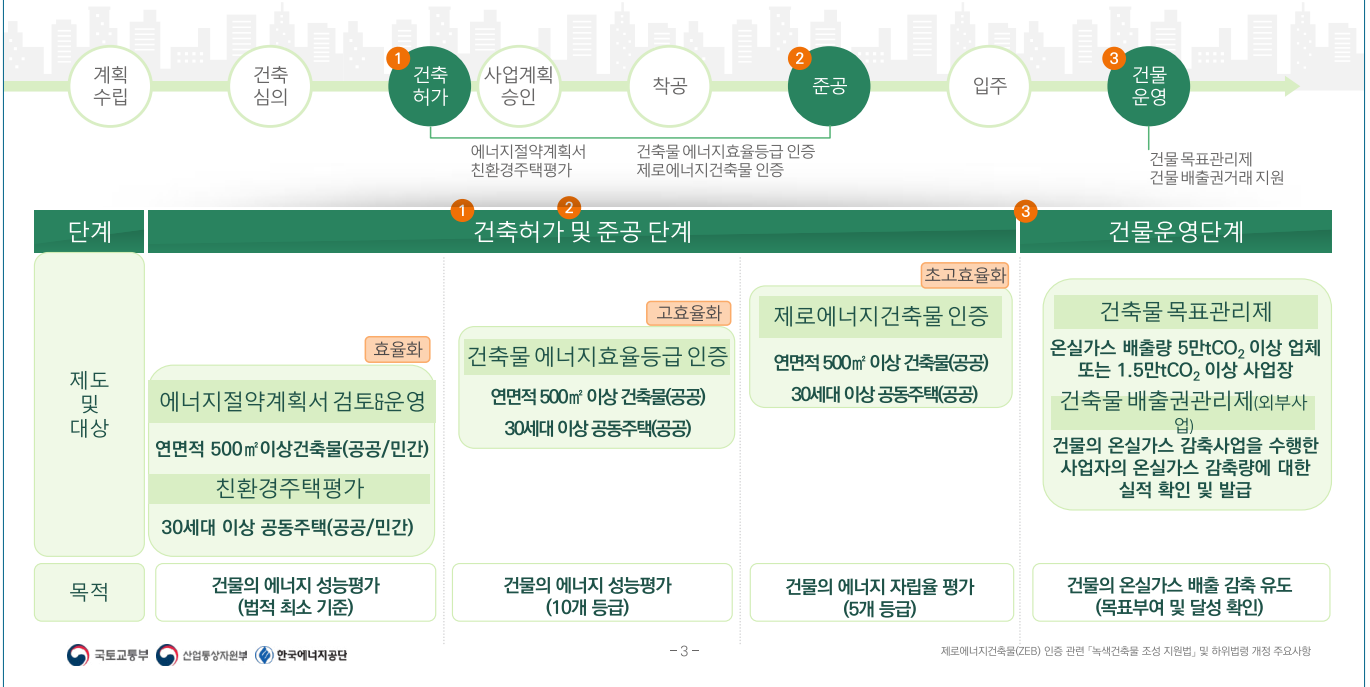 계획
수립
건축
심의
1
건축
허가
사업계획
승인
착공
2
준공
입주
3
건물
운영
에너지절약계획서
친환경주택평가
건축물 에너지효율등급 인증
제로에너지건축물 인증
건물 목표관리제
건물 배출권거래 지원
단계
1
2
건축허가 및 준공 단계
3
건물운영단계
제도
및
대상
효율화
에너지절약계획서 검토&운영
연면적 500㎡이상건축물(공공/민간)
친환경주택평가
30세대 이상 공동주택(공공/민간)
고효율화
건축물 에너지효율등급 인증
연면적 500㎡ 이상 건축물(공공)
30세대 이상 공동주택(공공)
초고효율화
제로에너지건축물 인증
연면적 500㎡ 이상 건축물(공공)
30세대 이상 공동주택(공공)
건축물 목표관리제
온실가스 배출량 5만tCO₂ 이상 업체
또는 1.5만tCO₂ 이상 사업장
건축물 배출권관리제(외부사
업)
건물의 온실가스 감축사업을 수행한
사업자의 온실가스 감축량에 대한
실적 확인 및 발급
목적
건물의 에너지 성능평가
(법적 최소 기준)
건물의 에너지 성능평가
(10개 등급)
건물의 에너지 자립율 평가
(5개 등급)
건물의 온실가스 배출 감축 유도
(목표부여 및 달성 확인)
국토교통부 산업통상자원부 한국에너지공단
- 3 -
제로에너지건축물(ZEB) 인증 관련 「녹색건축물 조성 지원법」 및 하위법령 개정 주요사항